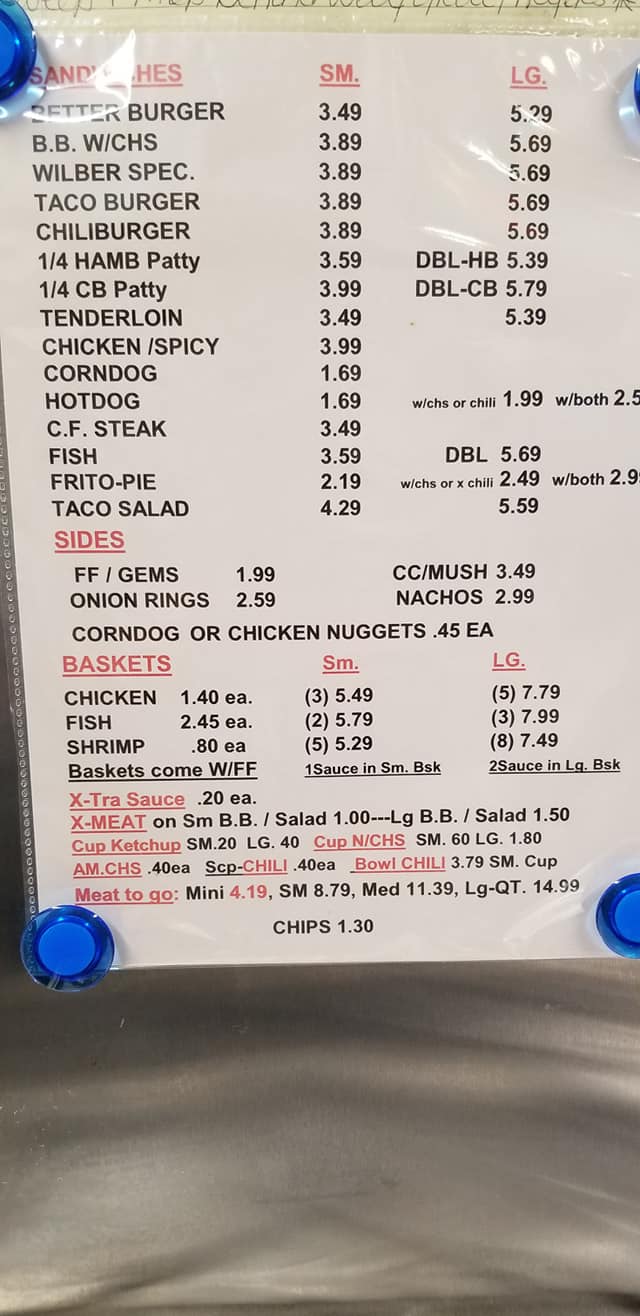 SANDWICHES SM. LG.
BETTER BURGER 3.49 5.29
B.B. W/CHS 3.89 5.69
WILBER SPEC. 3.89 5.69
TACO BURGER 3.89 5.69
CHILIBURGER 3.89 5.69
1/4 HAMB Patty 3.59 DBL-HB 5.39
1/4 CB Patty 3.99 DBL-CB 5.79
TENDERLOIN 3.49 5.39
CHICKEN /SPICY 3.99
CORNDOG 1.69
HOTDOG 1.69 w/chs or chili 1.99 w/both 2.5
C.F. STEAK 3.49
FISH 3.59 DBL 5.69
FRITO-PIE 2.19 w/chs or x chili 2.49 w/both 2.9
TACO SALAD 4.29 5.59
SIDES
FF / GEMS 1.99 CC/MUSH 3.49
ONION RINGS 2.59 NACHOS 2.99
CORNDOG OR CHICKEN NUGGETS .45 EA
BASKETS Sm. LG.
CHICKEN 1.40 ea. (3) 5.49 (5) 7.79
FISH 2.45 ea. (2) 5.79 (3) 7.99
SHRIMP .80 ea (5) 5.29 (8) 7.49
Baskets come W/FF 1Sauce in Sm. Bsk 2Sauce in Lg. Bsk
X-Tra Sauce .20 ea.
X-MEAT on Sm B.B. / Salad 1.00---Lg B.B. / Salad 1.50
Cup Ketchup SM.20 LG. 40 Cup N/CHS SM. 60 LG. 1.80
AM.CHS .40ea Scp-CHILI .40ea Bowl CHILI 3.79 SM. Cup
Meat to go: Mini 4.19, SM 8.79, Med 11.39, Lg-QT. 14.99
CHIPS 1.30